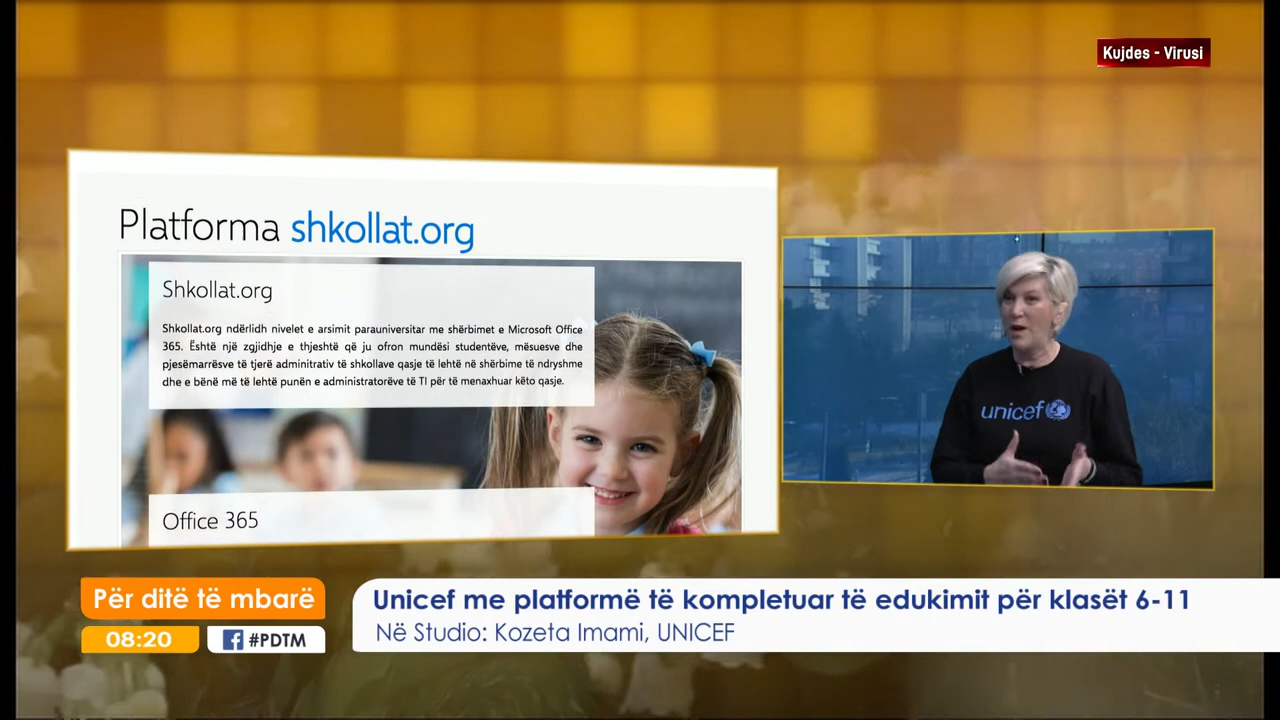 Kujdes - Virusi
Platforma shkollat.org
Shkollat.org
Shkollat.org ndërlidh nivelet e arsimit parauniversitar me shërbimet e Microsoft Office
365. Është një zgjidhje e thjeshtë që ju ofron mundësi studentëve, mësuesve dhe
pjesëmarrësve të tjerë adminitrativ të shkollave qasje të lehtë në shërbime të ndryshme
dhe e bënë më të lehtë punën e administratorëve të TI për të menaxhuar këto qasje.
Office 365
unicef
Për ditë të mbarë
08:20
#PDTM
Unicef me platformë të kompletuar të edukimit për klasët 6-11
Në Studio: Kozeta Imami, UNICEF